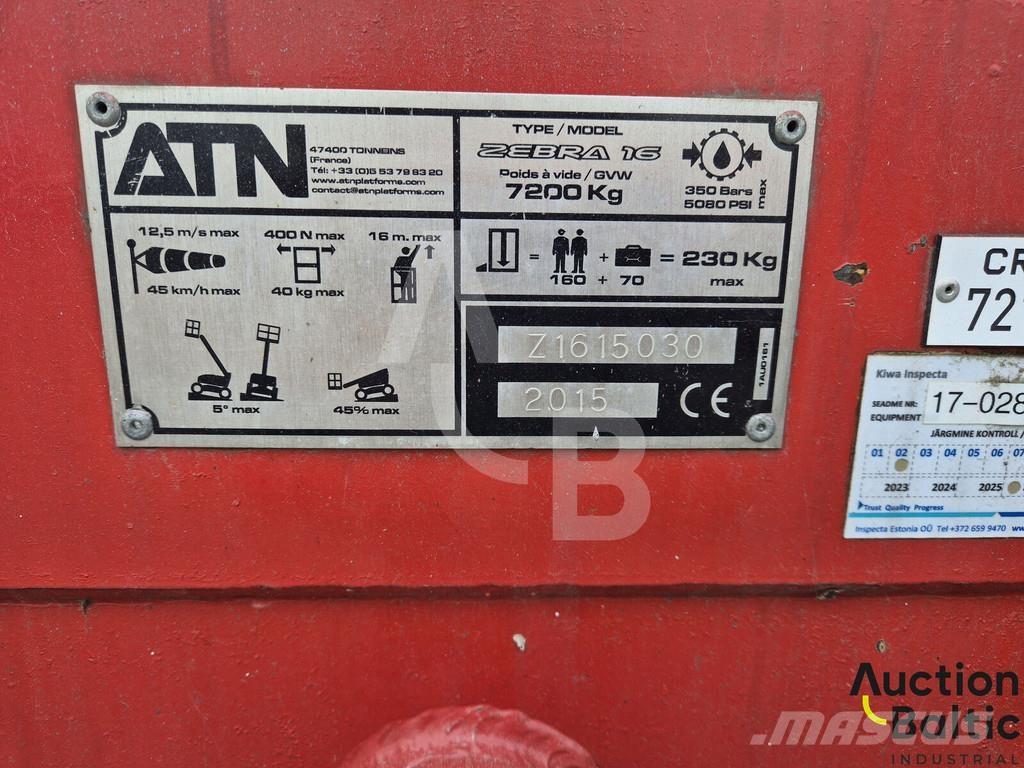 ATN
47400 TONNEINS
(France)
Tél: +33 (0)5 53 79 83 20
www.atnplatforms.com
contact@atnplatforms.com
TYPE / MODEL
ZEBRA 16
Poids à vide / GVW
7200 Kg
350 Bars
5080 PSI
max
12,5 m/s max
45 km/h max
400 N max
40 kg max
16 m. max
5° max
45% max
= + = 230 Kg
160 + 70 max
Z1615030
2015
CE
1AU0161
CR
72
Kiwa Inspecta
SEADME NR:
EQUIPMENT
17-028
JÄRGMINE KONTROLL /
01 02 03 04 05 06 07
2023 2024 2025
Trust Quality Progress
Inspecta Estonia OÜ Tel +372 659 9470 www.
A
B
Auction
Baltic
INDUSTRIAL
MASCUS